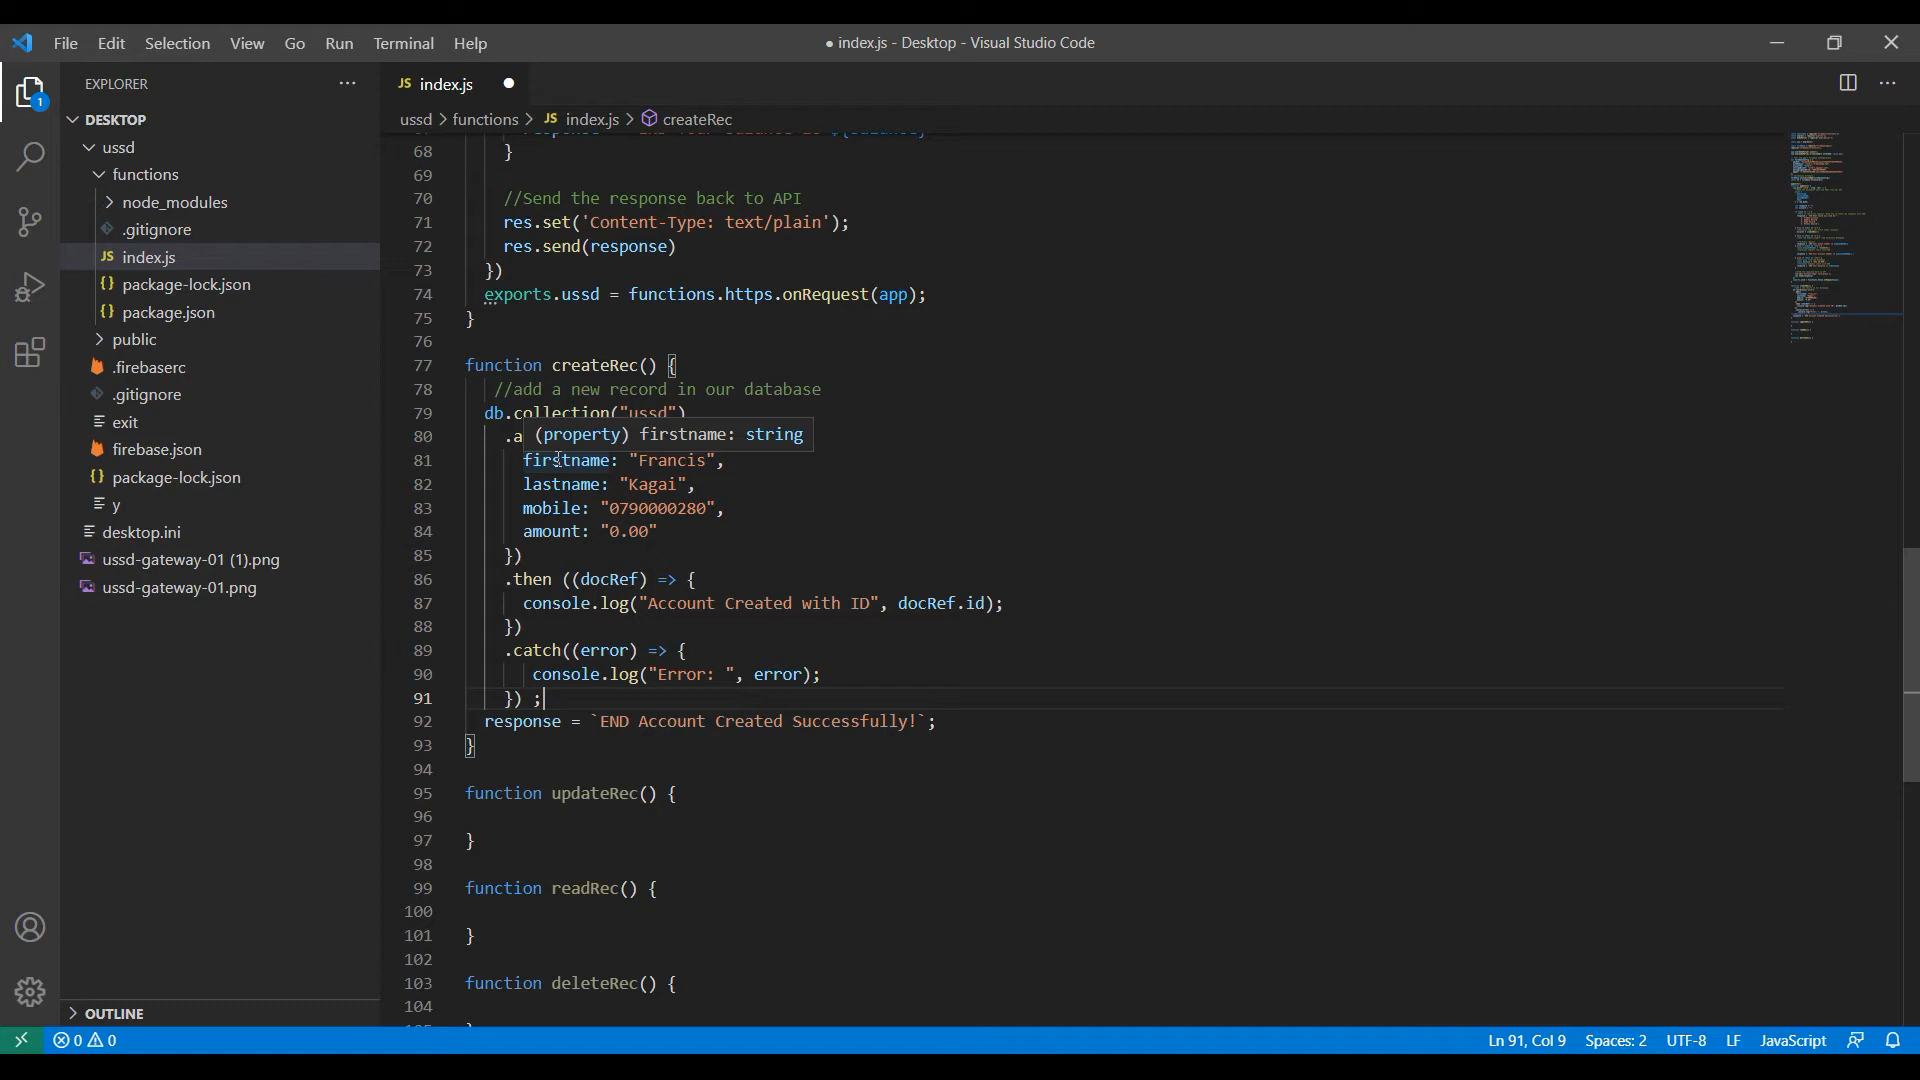 File Edit Selection View Go Run Terminal Help
● index.js - Desktop - Visual Studio Code
EXPLORER
JS index.js
ussd > functions > JS index.js > createRec
DESKTOP
ussd
functions
node_modules
.gitignore
JS index.js
{} package-lock.json
{} package.json
public
.firebaserc
.gitignore
exit
firebase.json
{} package-lock.json
y
desktop.ini
ussd-gateway-01 (1).png
ussd-gateway-01.png
OUTLINE
1
68 }
69
70 //Send the response back to API
71 res.set('Content-Type: text/plain');
72 res.send(response)
73 })
74 exports.ussd = functions.https.onRequest(app);
75 }
76
77 function createRec() {
78 //add a new record in our database
79 db.collection("ussd")
80 .a
(property) firstname: string
81 firstname: "Francis",
82 lastname: "Kagai",
83 mobile: "0790000280",
84 amount: "0.00"
85 })
86 .then ((docRef) => {
87 console.log("Account Created with ID", docRef.id);
88 })
89 .catch((error) => {
90 console.log("Error: ", error);
91 }) ;
92 response = `END Account Created Successfully!`;
93 }
94
95 function updateRec() {
96
97 }
98
99 function readRec() {
100
101 }
102
103 function deleteRec() {
104
0 0 Ln 91, Col 9 Spaces: 2 UTF-8 LF JavaScript